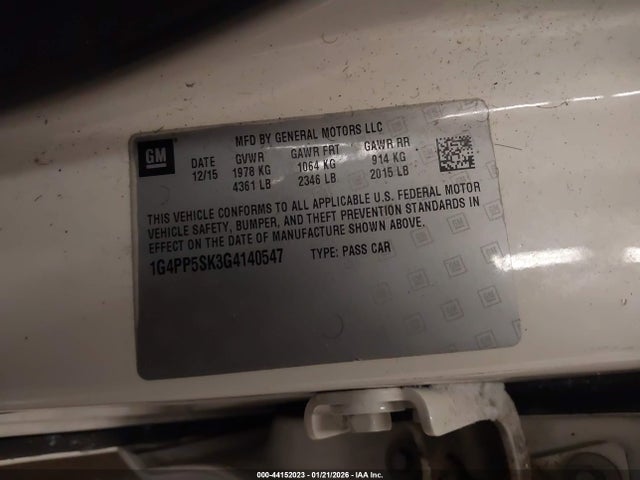 MFD BY GENERAL MOTORS LLC
GM
DATE GVWR GAWR FRT GAWR RR
12/15 1978 KG 1064 KG 914 KG
4361 LB 2346 LB 2015 LB
THIS VEHICLE CONFORMS TO ALL APPLICABLE U.S. FEDERAL MOTOR
VEHICLE SAFETY, BUMPER, AND THEFT PREVENTION STANDARDS IN
EFFECT ON THE DATE OF MANUFACTURE SHOWN ABOVE.
1G4PP5SK3G4140547 TYPE: PASS CAR
000-44152023 - 01/21/2026 - © IAA Inc.